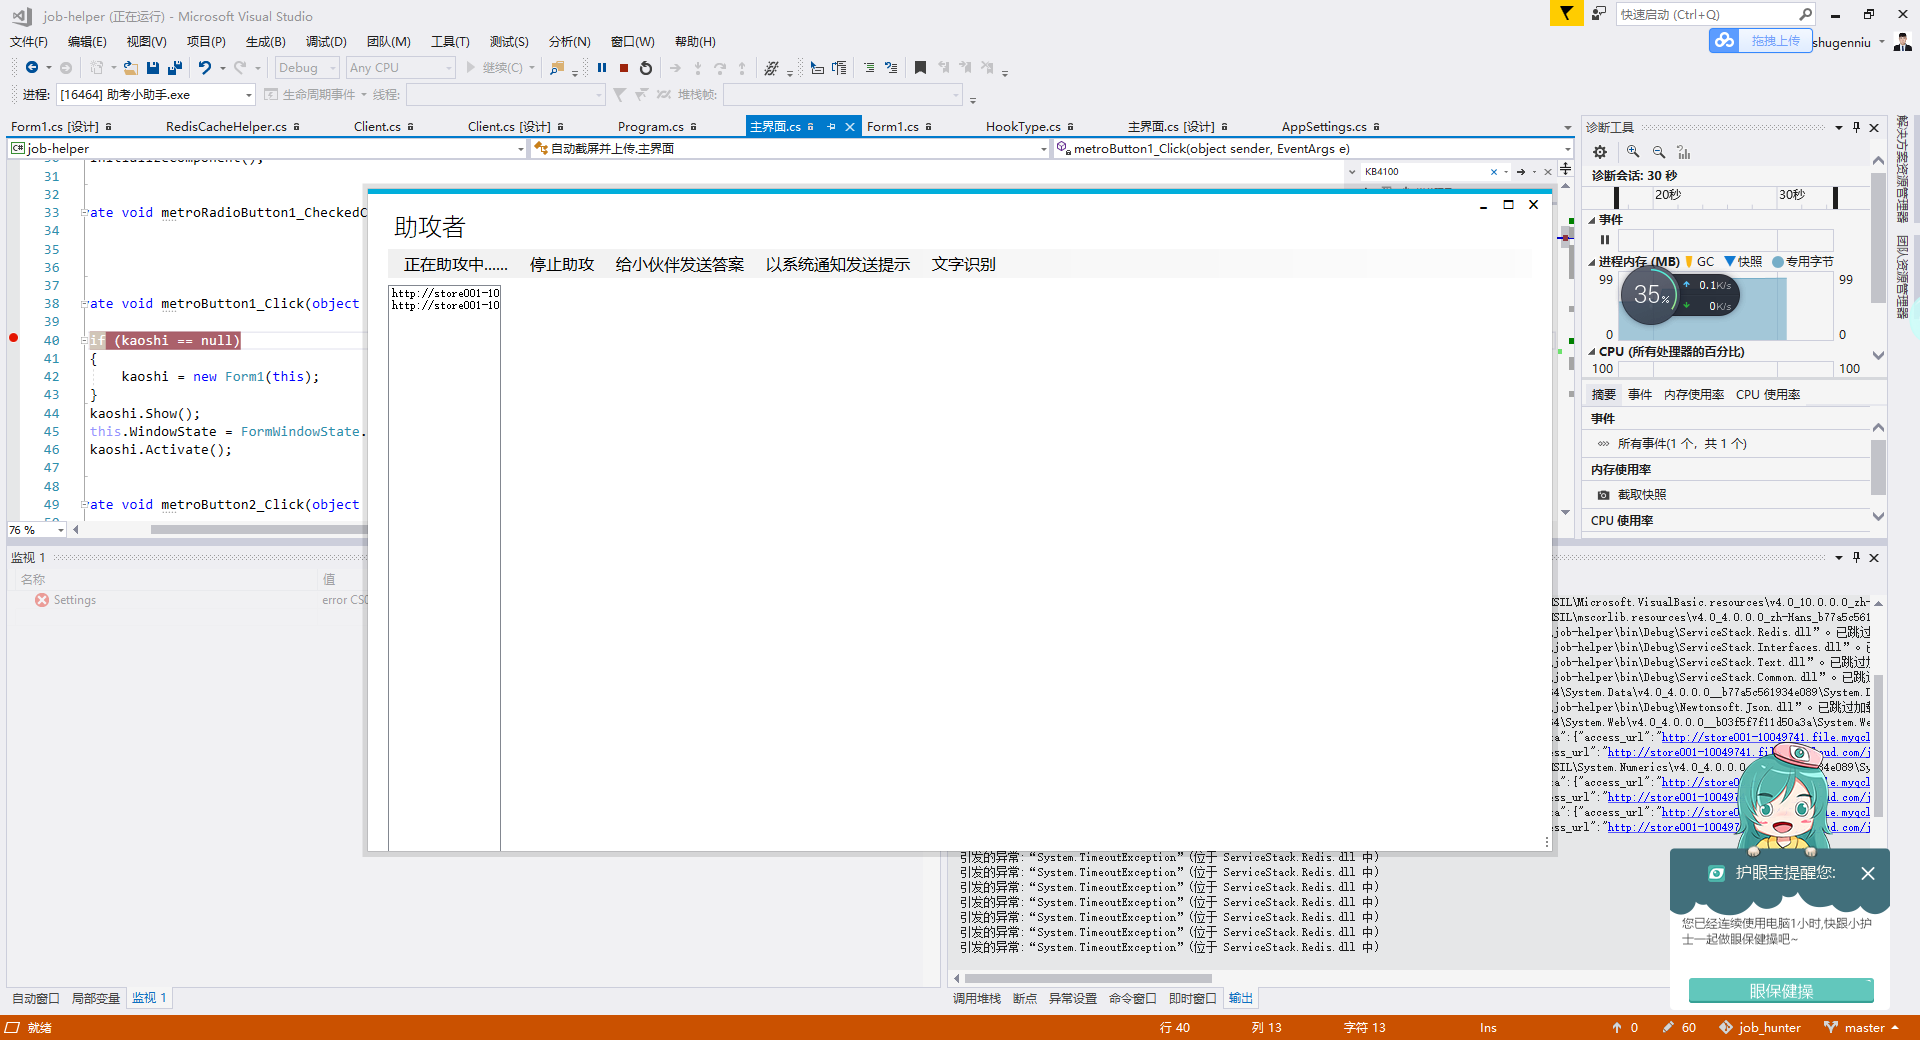 job-helper (正在运行) - Microsoft Visual Studio
快速启动 (Ctrl+Q)
文件(F) 编辑(E) 视图(V) 项目(P) 生成(B) 调试(D) 团队(M) 工具(T) 测试(S) 分析(N) 窗口(W) 帮助(H)
拖拽上传 shugenniu
Debug Any CPU 继续(C)
进程: [16464] 助考小助手.exe 生命周期事件 线程: 堆栈帧:
Form1.cs [设计] RedisCacheHelper.cs Client.cs Client.cs [设计] Program.cs 主界面.cs Form1.cs HookType.cs 主界面.cs [设计] AppSettings.cs
job-helper 自动截屏并上传.主界面 metroButton1_Click(object sender, EventArgs e)
KB4100
31
32
33 ate void metroRadioButton1_CheckedC
34
35
36
37
38 ate void metroButton1_Click(object
39
40 if (kaoshi == null)
41 {
42 kaoshi = new Form1(this);
43 }
44 kaoshi.Show();
45 this.WindowState = FormWindowState.
46 kaoshi.Activate();
47
48
49 ate void metroButton2_Click(object
76 %
助攻者
正在助攻中...... 停止助攻 给小伙伴发送答案 以系统通知发送提示 文字识别
http://store001-10
http://store001-10
诊断工具
诊断会话: 30 秒
20秒 30秒
事件
进程内存 (MB) GC 快照 专用字节
99 99
35% 0.1K/s
0K/s
0 0
CPU (所有处理器的百分比)
100 100
摘要 事件 内存使用率 CPU 使用率
事件
所有事件(1 个，共 1 个)
内存使用率
截取快照
CPU 使用率
解决方案资源管理器
团队资源管理器
监视 1
名称 值
Settings error CS0
SIL\Microsoft.VisualBasic.resources\v4.0_10.0.0.0_zh-
SIL\mscorlib.resources\v4.0_4.0.0.0_zh-Hans_b77a5c561
job-helper\bin\Debug\ServiceStack.Redis.dll”。已跳过
job-helper\bin\Debug\ServiceStack.Interfaces.dll”。已
job-helper\bin\Debug\ServiceStack.Text.dll”。已跳过
job-helper\bin\Debug\ServiceStack.Common.dll”。已跳
4\System.Data\v4.0_4.0.0.0__b77a5c561934e089\System.D
job-helper\bin\Debug\Newtonsoft.Json.dll”。已跳过加载
4\System.Web\v4.0_4.0.0.0__b03f5f7f11d50a3a\System.We
a":{"access_url":"http://store001-10049741.file.myqcl
ss_url":"http://store001-10049741.fil oud.com/j
SIL\System.Numerics\v4.0_4.0.0.0 34e089\Sy
a":{"access_url":"http://store001-100 e.myqcl
ss_url":"http://store001-10049 d.com/j
a":{"access_url":"http://store001-100 e.myqcl
ss_url":"http://store001-10049 ud.com/j
引发的异常:“System.TimeoutException”(位于 ServiceStack.Redis.dll 中)
引发的异常:“System.TimeoutException”(位于 ServiceStack.Redis.dll 中)
引发的异常:“System.TimeoutException”(位于 ServiceStack.Redis.dll 中)
引发的异常:“System.TimeoutException”(位于 ServiceStack.Redis.dll 中)
引发的异常:“System.TimeoutException”(位于 ServiceStack.Redis.dll 中)
引发的异常:“System.TimeoutException”(位于 ServiceStack.Redis.dll 中)
引发的异常:“System.TimeoutException”(位于 ServiceStack.Redis.dll 中)
护眼宝提醒您:
您已经连续使用电脑1小时,快跟小护
士一起做眼保健操吧~
眼保健操
自动窗口 局部变量 监视 1
调用堆栈 断点 异常设置 命令窗口 即时窗口 输出
就绪 行 40 列 13 字符 13 Ins 0 60 job_hunter master